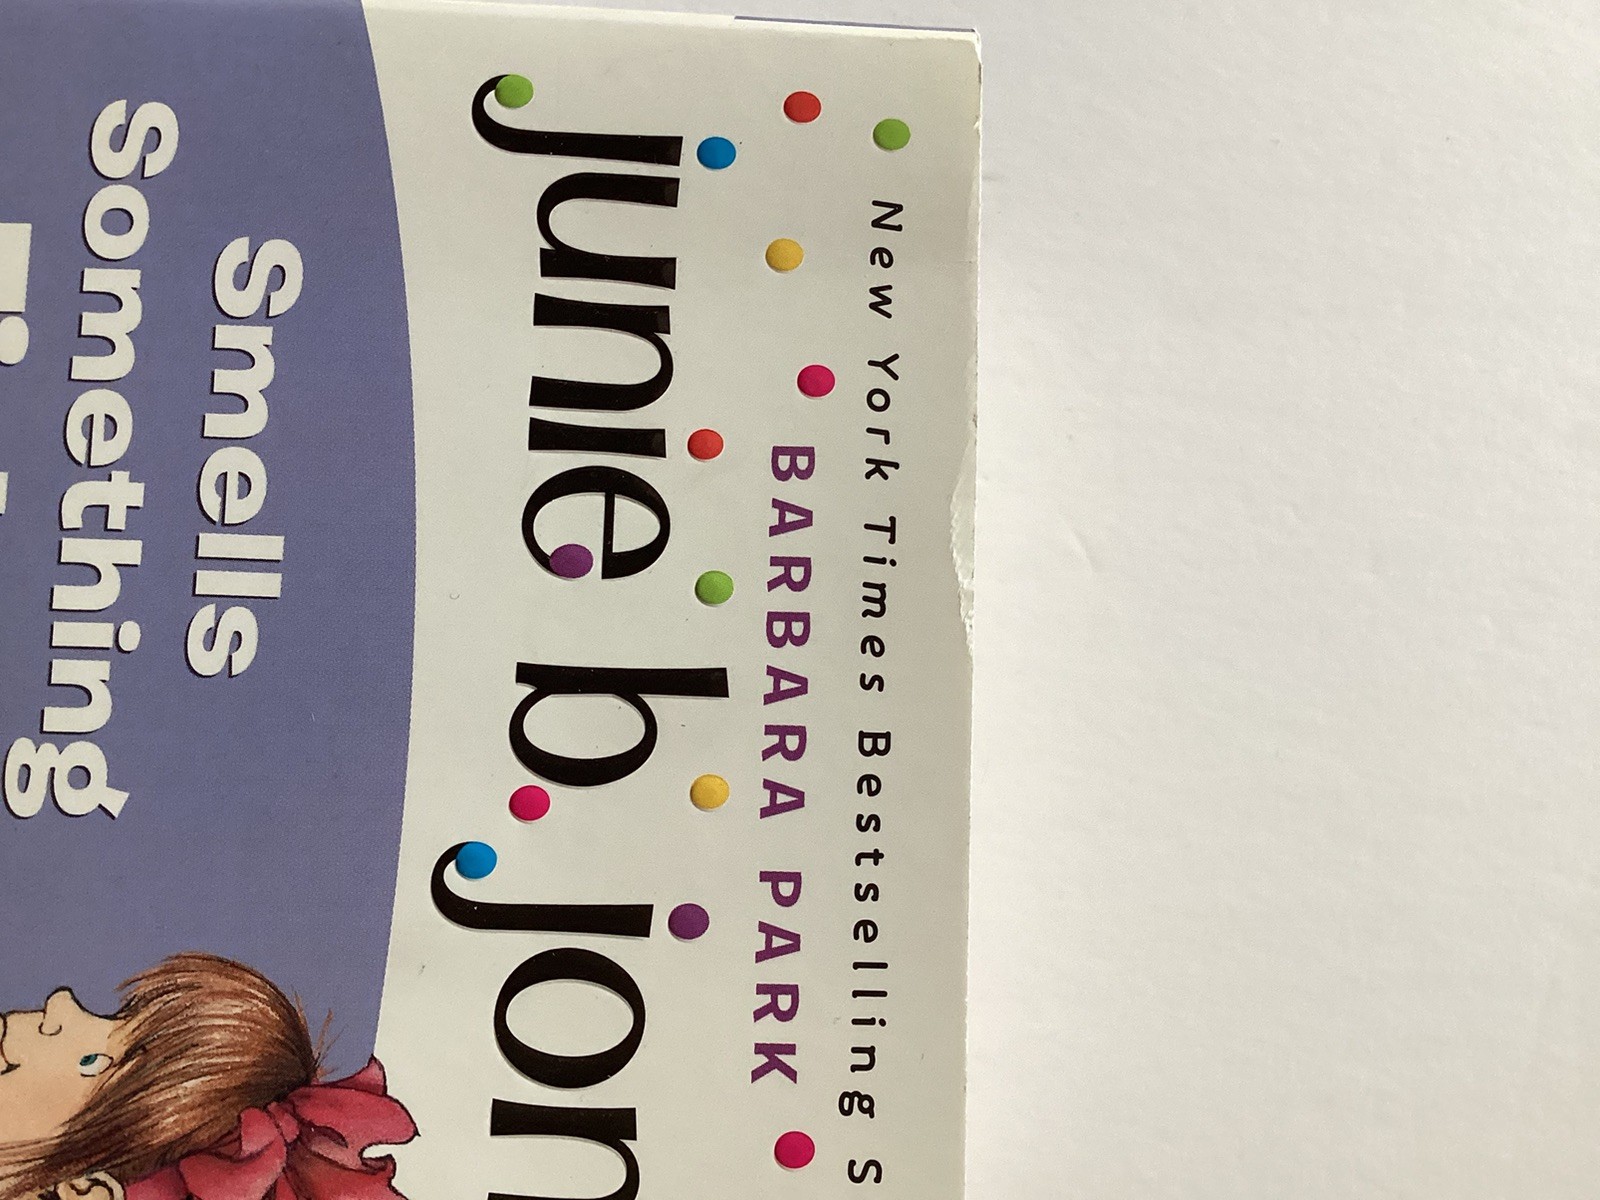 New York Times Bestselling S
BARBARA PARK
junie b. jon
Smells
Something